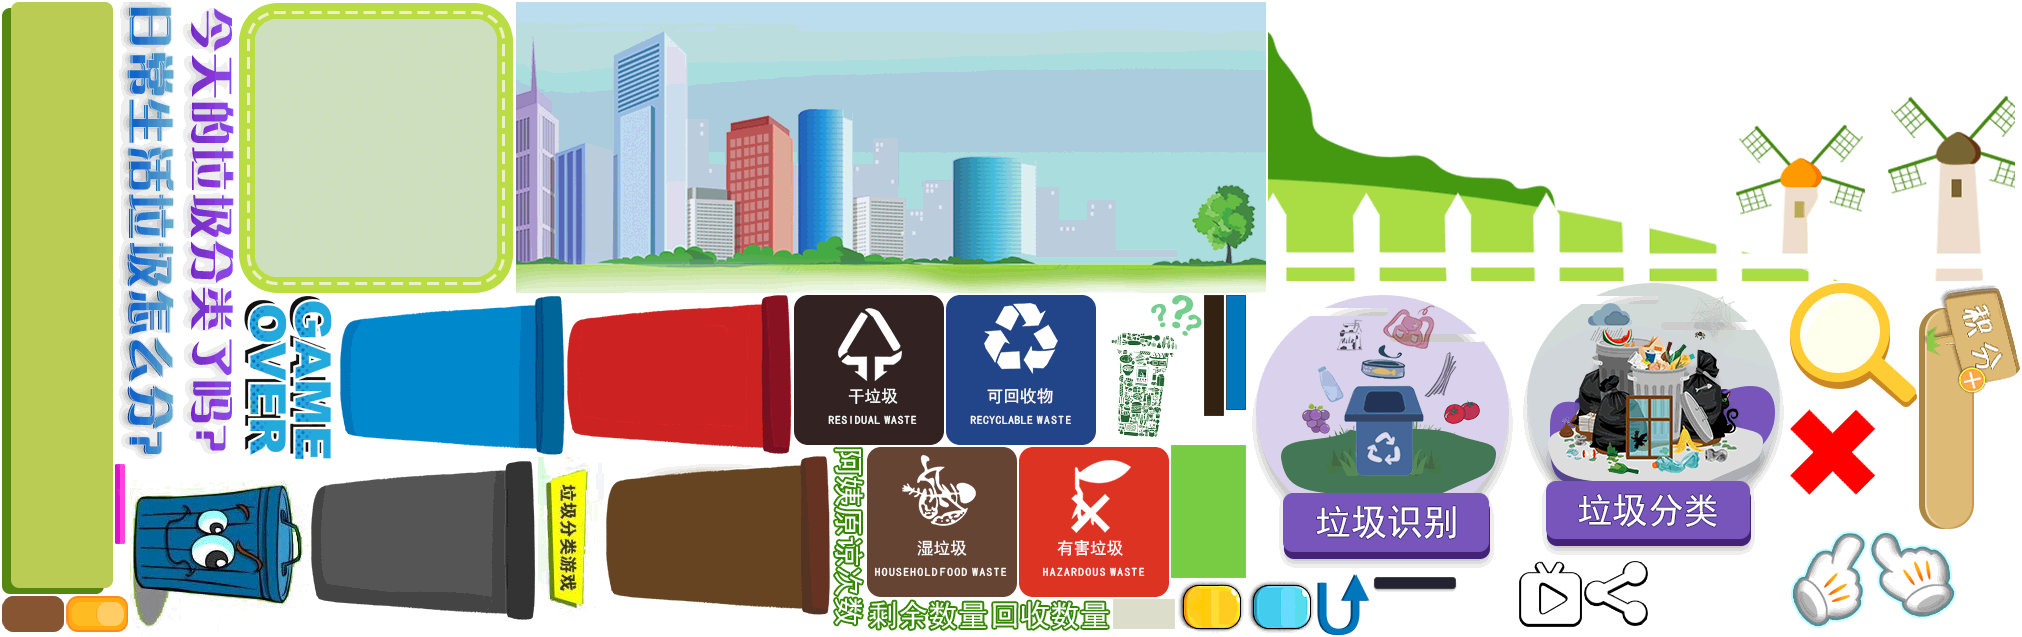 日常生活垃圾怎么分?
今天的垃圾分类了吗?
GAME
OVER
干垃圾
RESIDUAL WASTE
可回收物
RECYCLABLE WASTE
???
垃圾识别
垃圾分类
积分
垃圾分类游戏
阿姨原谅次数
湿垃圾
HOUSEHOLD FOOD WASTE
有害垃圾
HAZARDOUS WASTE
剩余数量
回收数量